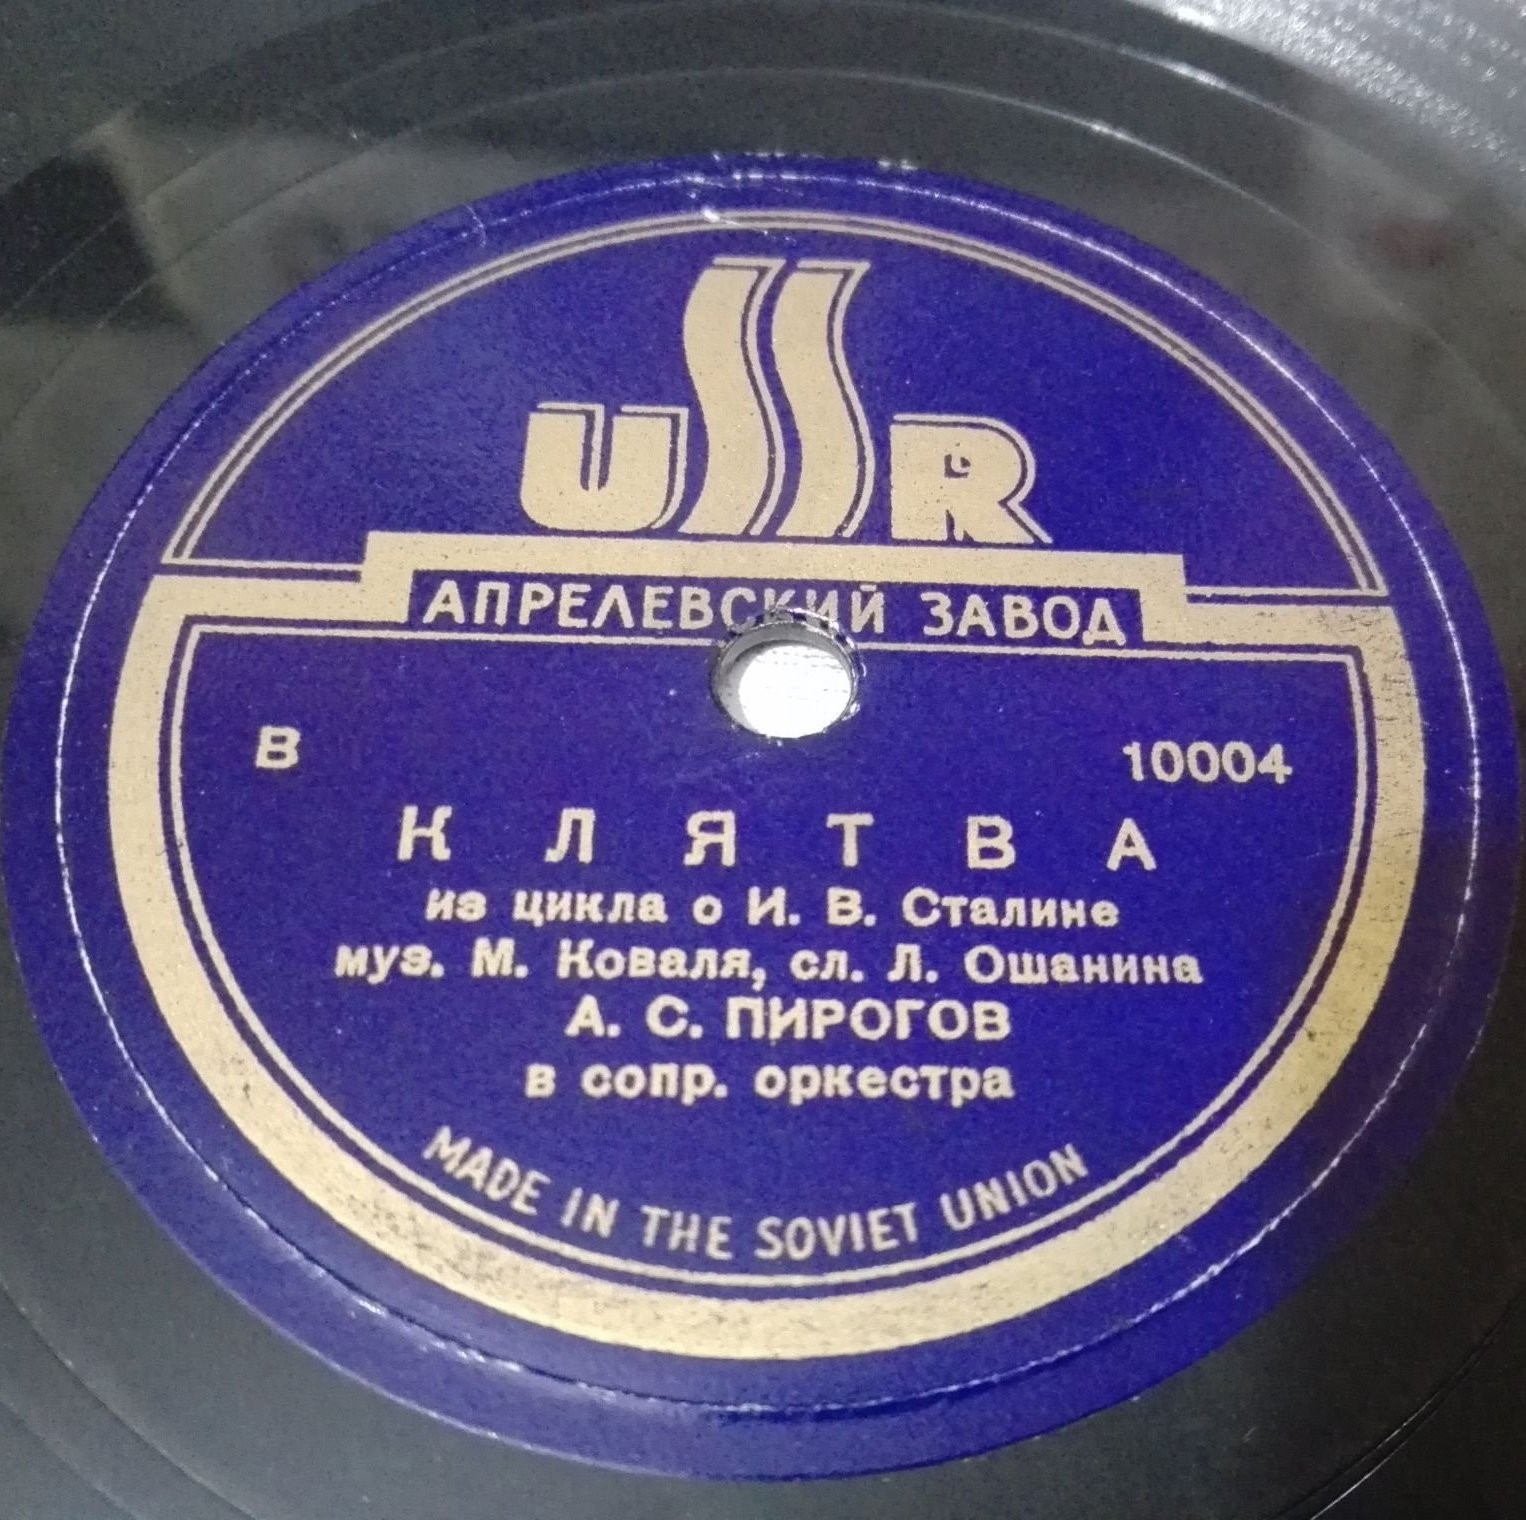 USSR
АПРЕЛЕВСКИЙ ЗАВОД
В 10004
КЛЯТВА
из цикла о И. В. Сталине
муз. М. Коваля, сл. Л. Ошанина
А. С. ПИРОГОВ
в сопр. оркестра
MADE IN THE SOVIET UNION